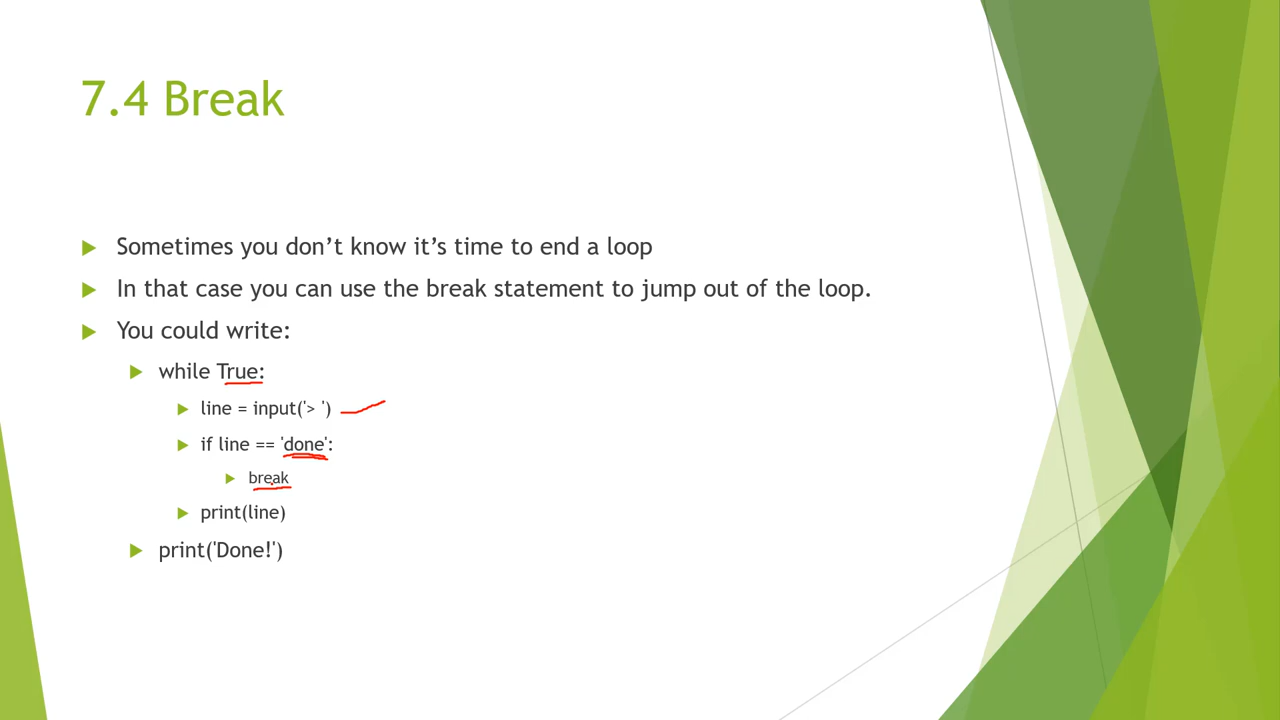 7.4 Break
Sometimes you don’t know it’s time to end a loop
In that case you can use the break statement to jump out of the loop.
You could write:
while True:
line = input('> ')
if line == 'done':
break
print(line)
print('Done!')